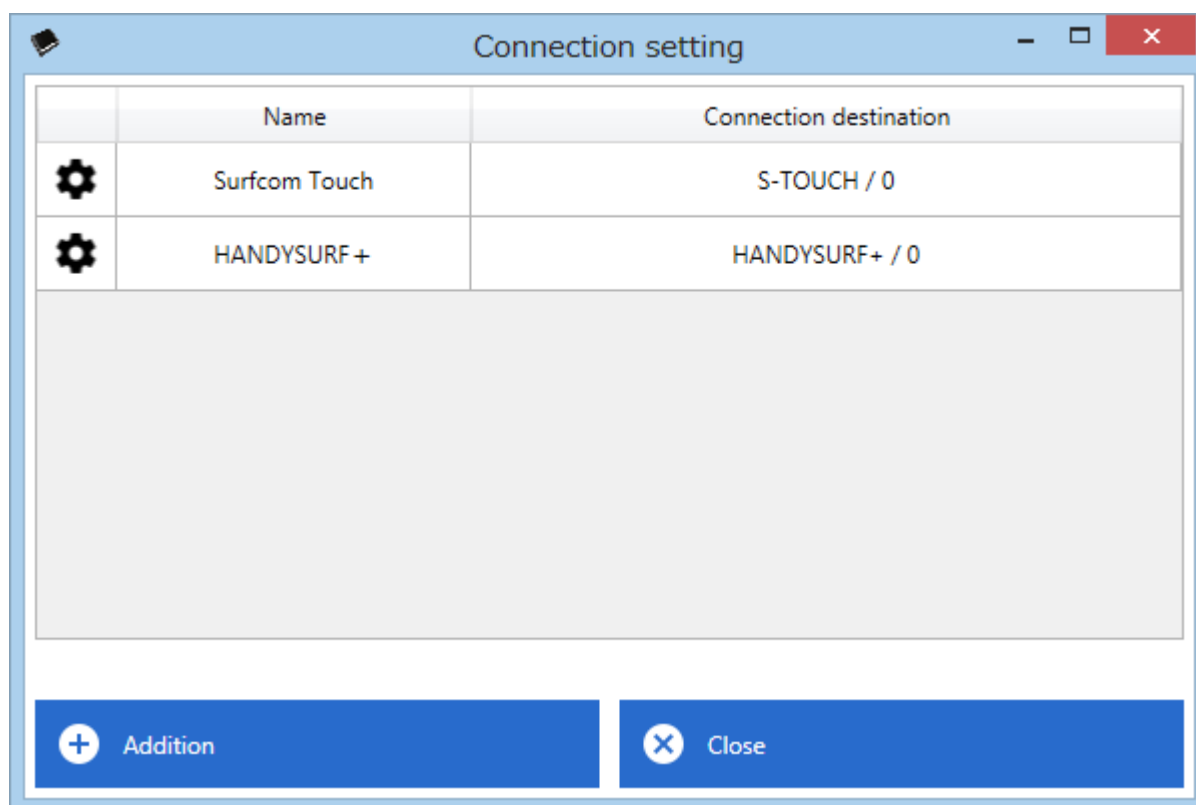 Connection setting
Name Connection destination
Surfcom Touch S-TOUCH / 0
HANDYSURF+ HANDYSURF+ / 0
Addition Close